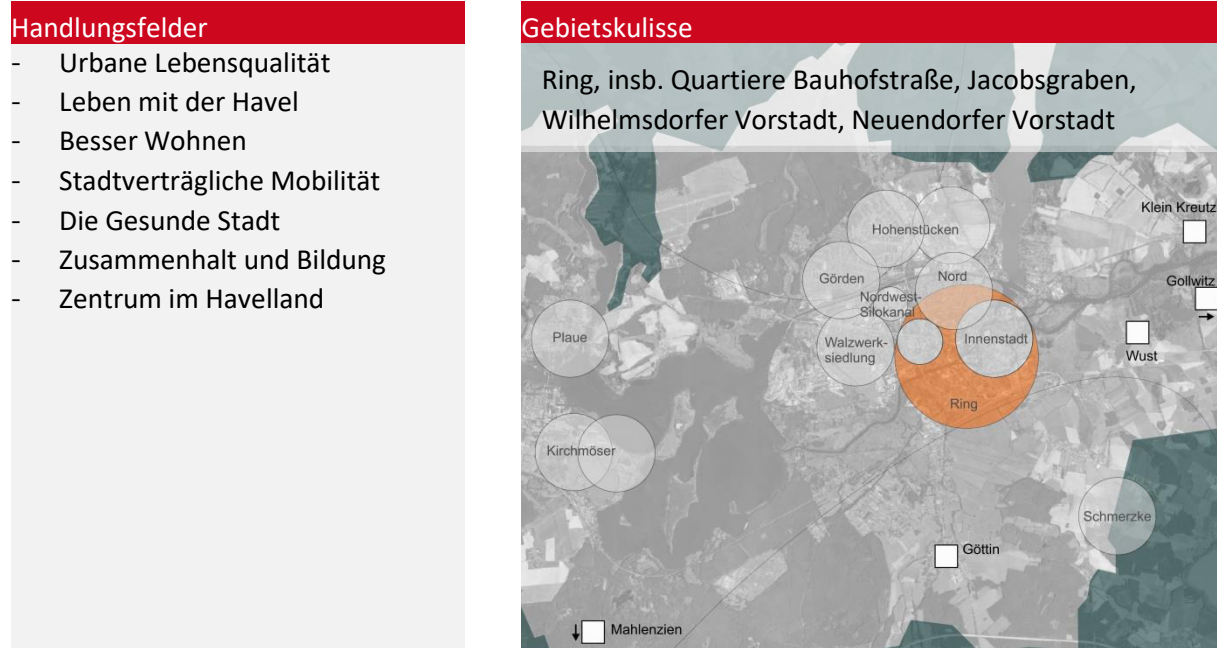 Handlungsfelder
- Urbane Lebensqualität
- Leben mit der Havel
- Besser Wohnen
- Stadtverträgliche Mobilität
- Die Gesunde Stadt
- Zusammenhalt und Bildung
- Zentrum im Havelland
Gebietskulisse
Ring, insb. Quartiere Bauhofstraße, Jacobsgraben,
Wilhelmsdorfer Vorstadt, Neuendorfer Vorstadt
Klein Kreutz
Hohenstücken
Görden
Nord
Gollwitz
Nordwest-
Silokanal
Plaue
Walzwerk-
siedlung
Innenstadt
Wust
Ring
Kirchmöser
Schmerzke
Göttin
Mahlenzien